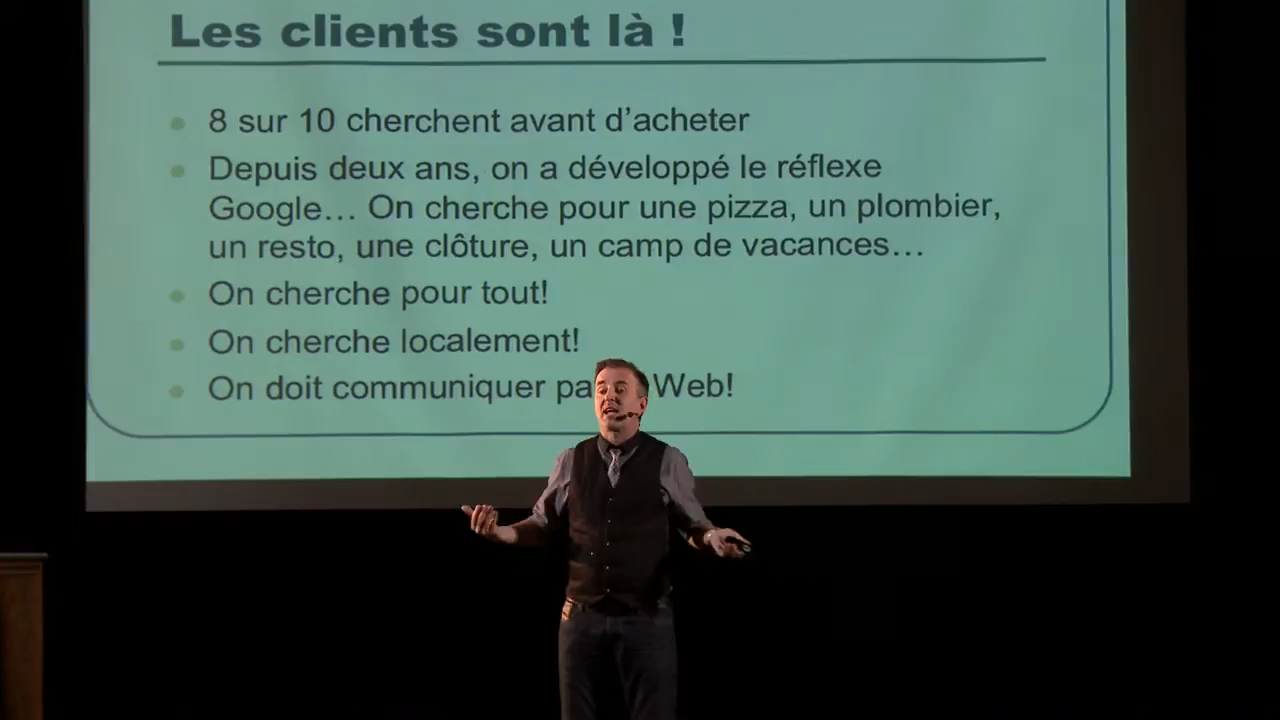 Les clients sont là !
8 sur 10 cherchent avant d'acheter
Depuis deux ans, on a développé le réflexe
Google… On cherche pour une pizza, un plombier,
un resto, une clôture, un camp de vacances…
On cherche pour tout!
On cherche localement!
On doit communiquer pa Web!